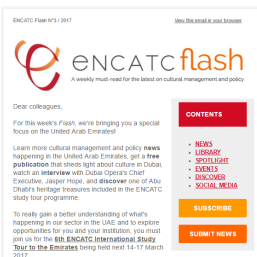 ENCATC Flash N°3 / 2017
View this email in your browser
encatcflash
A weekly must-read for the latest on cultural management and policy
Dear colleagues,
For this week's Flash, we're bringing you a special
focus on the United Arab Emirates!
Learn more cultural management and policy news
happening in the United Arab Emirates, get a free
publication that sheds light about culture in Dubai,
watch an interview with Dubai Opera's Chief
Executive, Jasper Hope, and discover one of Abu
Dhabi's heritage treasures included in the ENCATC
study tour programme.
To really gain a better understanding of what's
happening in our sector in the UAE and to explore
opportunities for you and your institution, you must
join us for the 6th ENCATC International Study
Tour to the Emirates being held next 14-17 March
2017.
CONTENTS
NEWS
LIBRARY
SPOTLIGHT
EVENTS
DISCOVER
SOCIAL MEDIA
SUBSCRIBE
SUBMIT NEWS